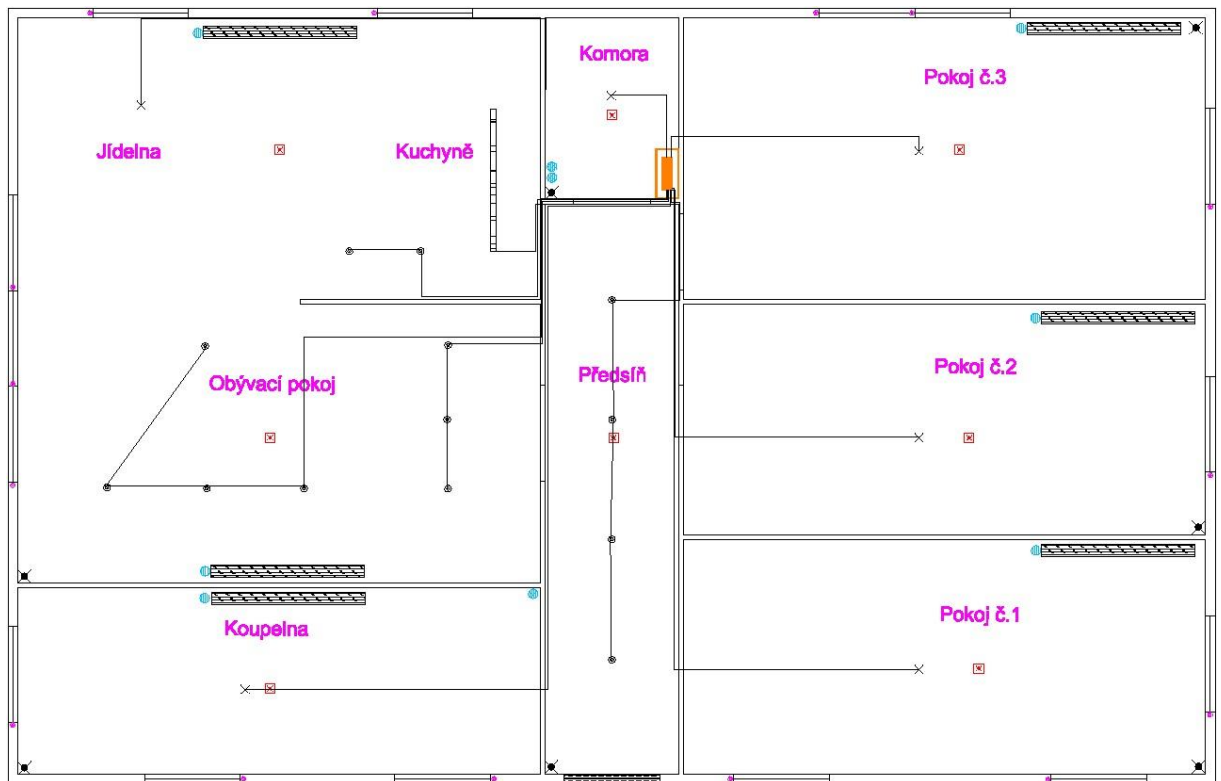 Komora
Pokoj č.3
Jídelna
Kuchyně
Obývací pokoj
Předsíň
Pokoj č.2
Koupelna
Pokoj č.1